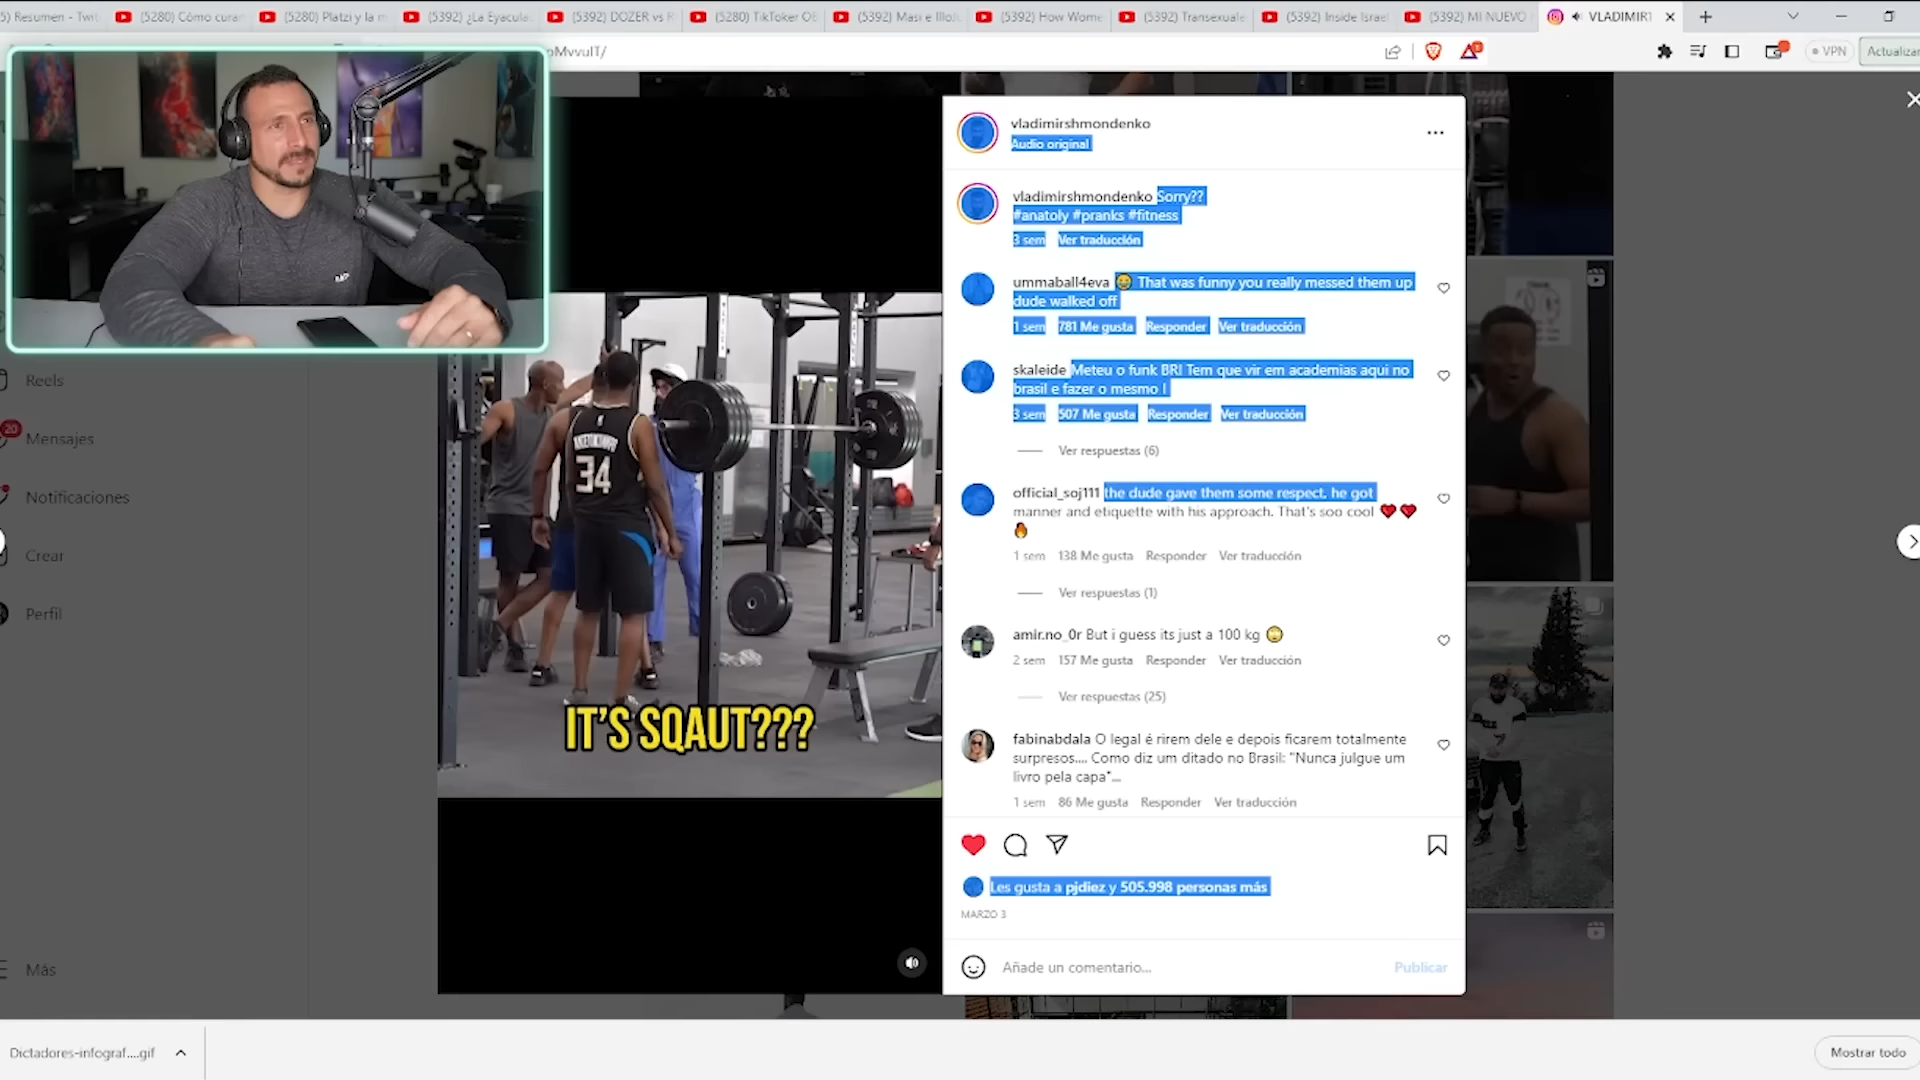 5) Resumen - Twit
(5280) Cómo curar
(5280) Platzi y la m
(5392) ¿La Eyacula
(5392) DOZER vs R
(5280) TikToker OB
(5392) Masi e IlloJu
(5392) How Wome
(5392) Transexuale
(5392) Inside Israel
(5392) MI NUEVO
VLADIMIR
pMvvuIT/
VPN
Actualizar
vladimirshmondenko
Audio original
vladimirshmondenko Sorry??
#anatoly #pranks #fitness
3 sem Ver traducción
ummaball4eva 😂 That was funny you really messed them up
dude walked off
1 sem 781 Me gusta Responder Ver traducción
skaleide Meteu o funk BR! Tem que vir em academias aqui no
brasil e fazer o mesmo !
3 sem 507 Me gusta Responder Ver traducción
Ver respuestas (6)
official_soj111 the dude gave them some respect. he got
manner and etiquette with his approach. That's soo cool ❤️❤️
🔥
1 sem 138 Me gusta Responder Ver traducción
Ver respuestas (1)
amir.no_0r But i guess its just a 100 kg 🙄
2 sem 157 Me gusta Responder Ver traducción
Ver respuestas (25)
fabinabdala O legal é rirem dele e depois ficarem totalmente
surpresos.... Como diz um ditado no Brasil: "Nunca julgue um
livro pela capa"...
1 sem 86 Me gusta Responder Ver traducción
Les gusta a pjdiez y 505.998 personas más
MARZO 3
Añade un comentario...
Publicar
Reels
20
Mensajes
Notificaciones
Crear
Perfil
Más
34
IT'S SQAUT???
Dictadores-infograf....gif
Mostrar todo